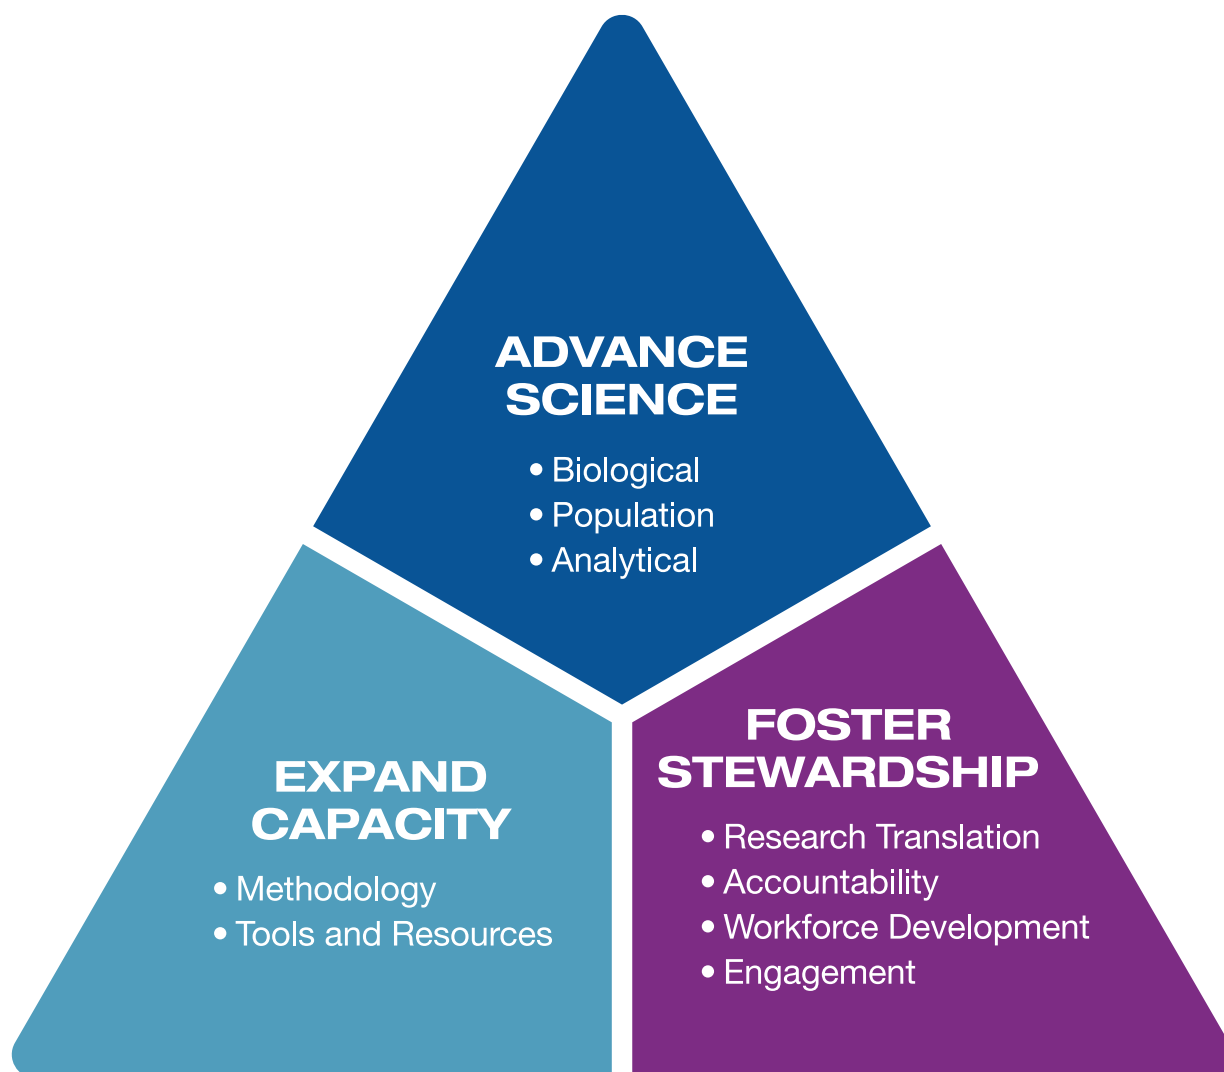 ADVANCE
SCIENCE
• Biological
• Population
• Analytical
EXPAND
CAPACITY
• Methodology
• Tools and Resources
FOSTER
STEWARDSHIP
• Research Translation
• Accountability
• Workforce Development
• Engagement